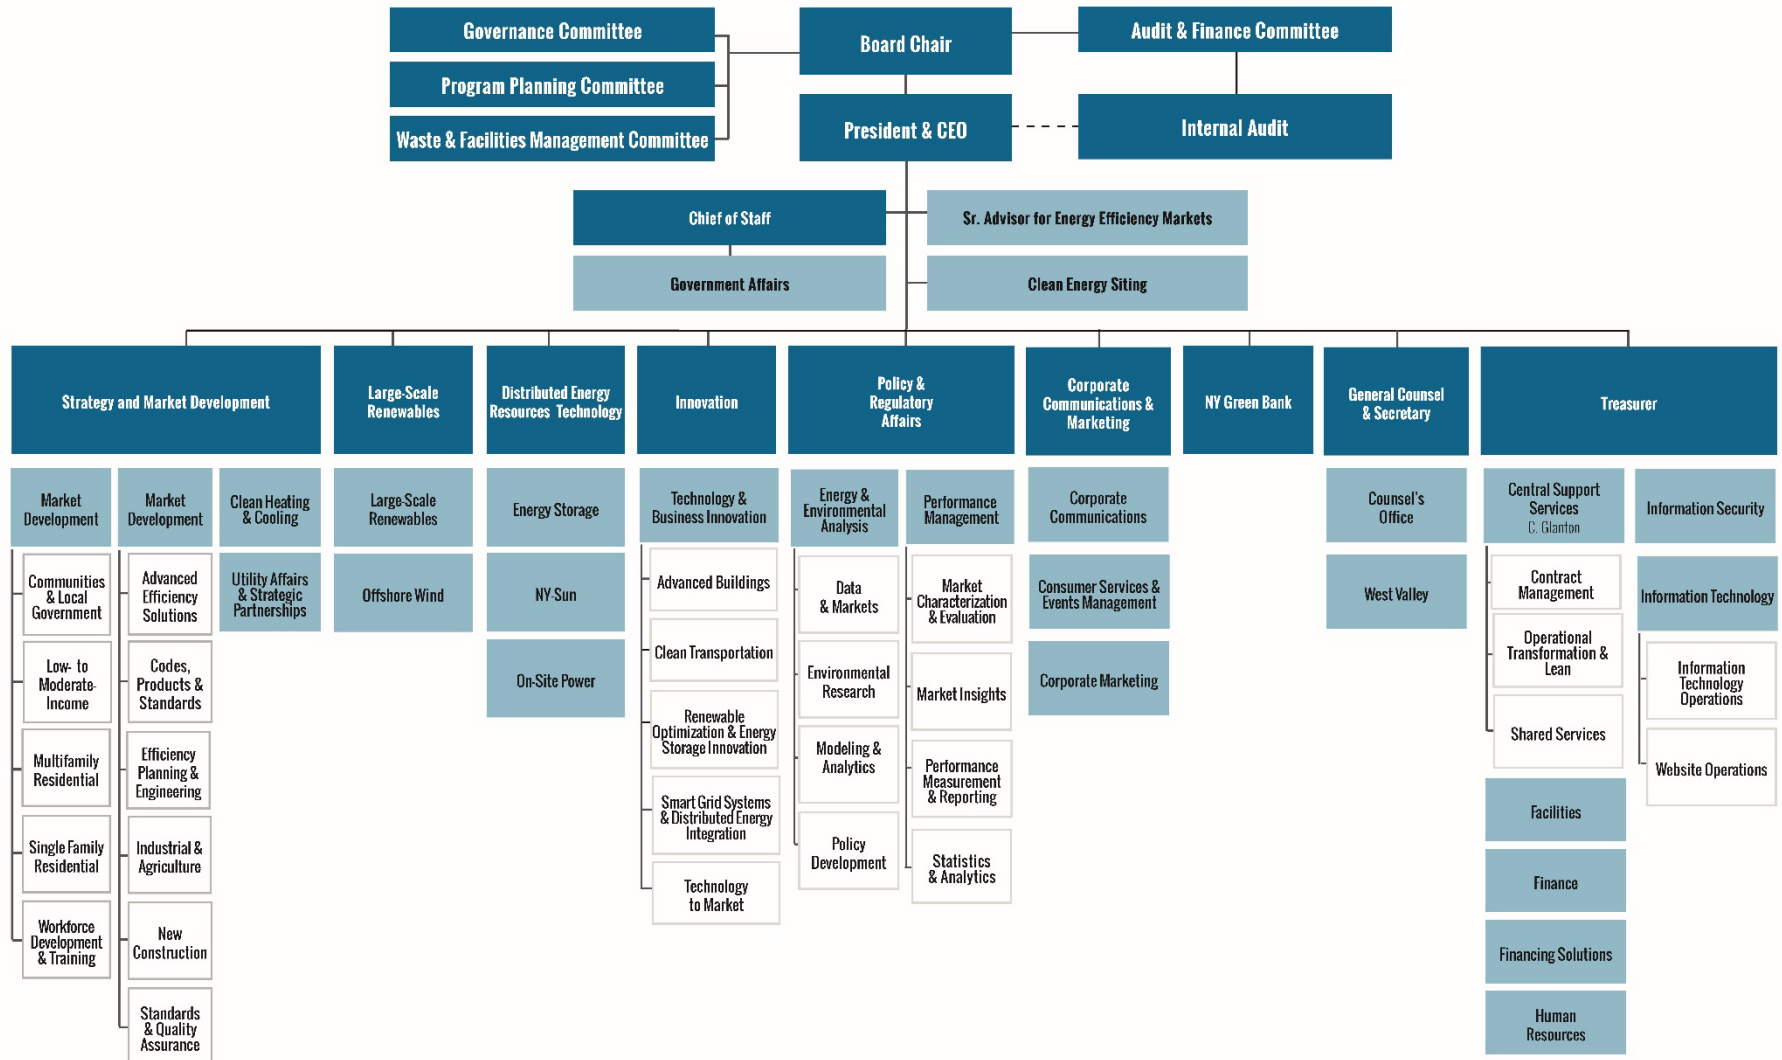 Governance Committee
Program Planning Committee
Waste & Facilities Management Committee
Board Chair
President & CEO
Audit & Finance Committee
Internal Audit
Chief of Staff
Government Affairs
Sr. Advisor for Energy Efficiency Markets
Clean Energy Siting
Strategy and Market Development
Large-Scale
Renewables
Distributed Energy
Resources Technology
Innovation
Policy &
Regulatory
Affairs
Corporate
Communications &
Marketing
NY Green Bank
General Counsel
& Secretary
Treasurer
Market
Development
Communities
& Local
Government
Low- to
Moderate-
Income
Multifamily
Residential
Single Family
Residential
Workforce
Development
& Training
Market
Development
Advanced
Efficiency
Solutions
Codes,
Products &
Standards
Efficiency
Planning &
Engineering
Industrial &
Agriculture
New
Construction
Standards
& Quality
Assurance
Clean Heating
& Cooling
Utility Affairs
& Strategic
Partnerships
Large-Scale
Renewables
Offshore Wind
Energy Storage
NY-Sun
On-Site Power
Technology &
Business Innovation
Advanced Buildings
Clean Transportation
Renewable
Optimization & Energy
Storage Innovation
Smart Grid Systems
& Distributed Energy
Integration
Technology
to Market
Energy &
Environmental
Analysis
Data
& Markets
Environmental
Research
Modeling &
Analytics
Policy
Development
Performance
Management
Market
Characterization
& Evaluation
Market Insights
Performance
Measurement
& Reporting
Statistics
& Analytics
Corporate
Communications
Consumer Services &
Events Management
Corporate Marketing
Counsel's
Office
West Valley
Central Support
Services
C. Glanton
Contract
Management
Operational
Transformation &
Lean
Shared Services
Facilities
Finance
Financing Solutions
Human
Resources
Information Security
Information Technology
Information
Technology
Operations
Website Operations